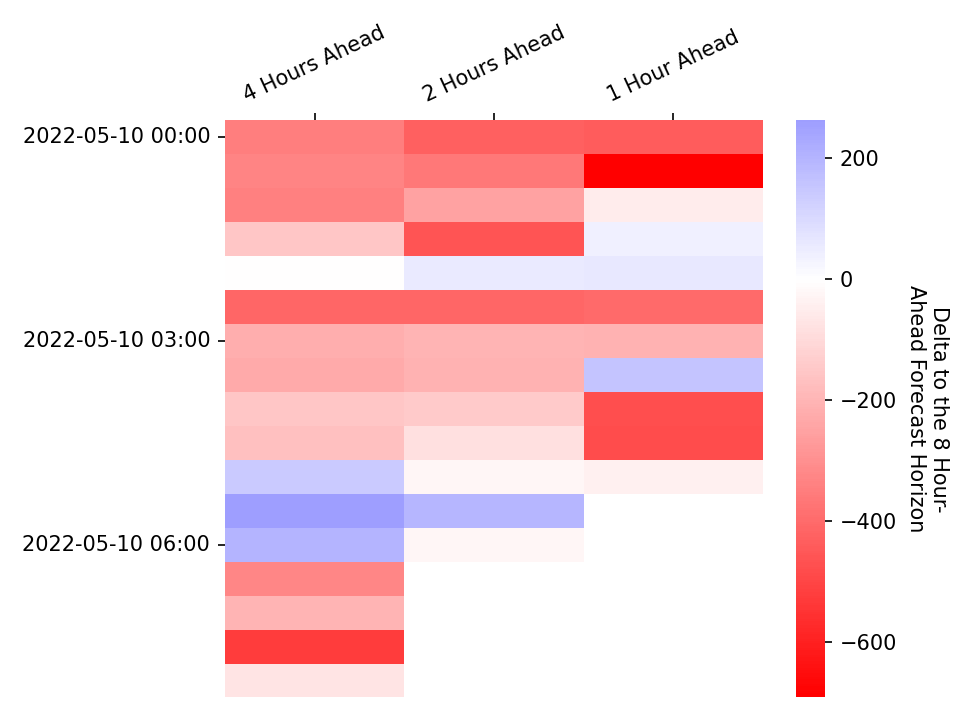 4 Hours Ahead
2 Hours Ahead
1 Hour Ahead
2022-05-10 00:00
2022-05-10 03:00
2022-05-10 06:00
200
0
−200
−400
−600
Delta to the 8 Hour-
Ahead Forecast Horizon